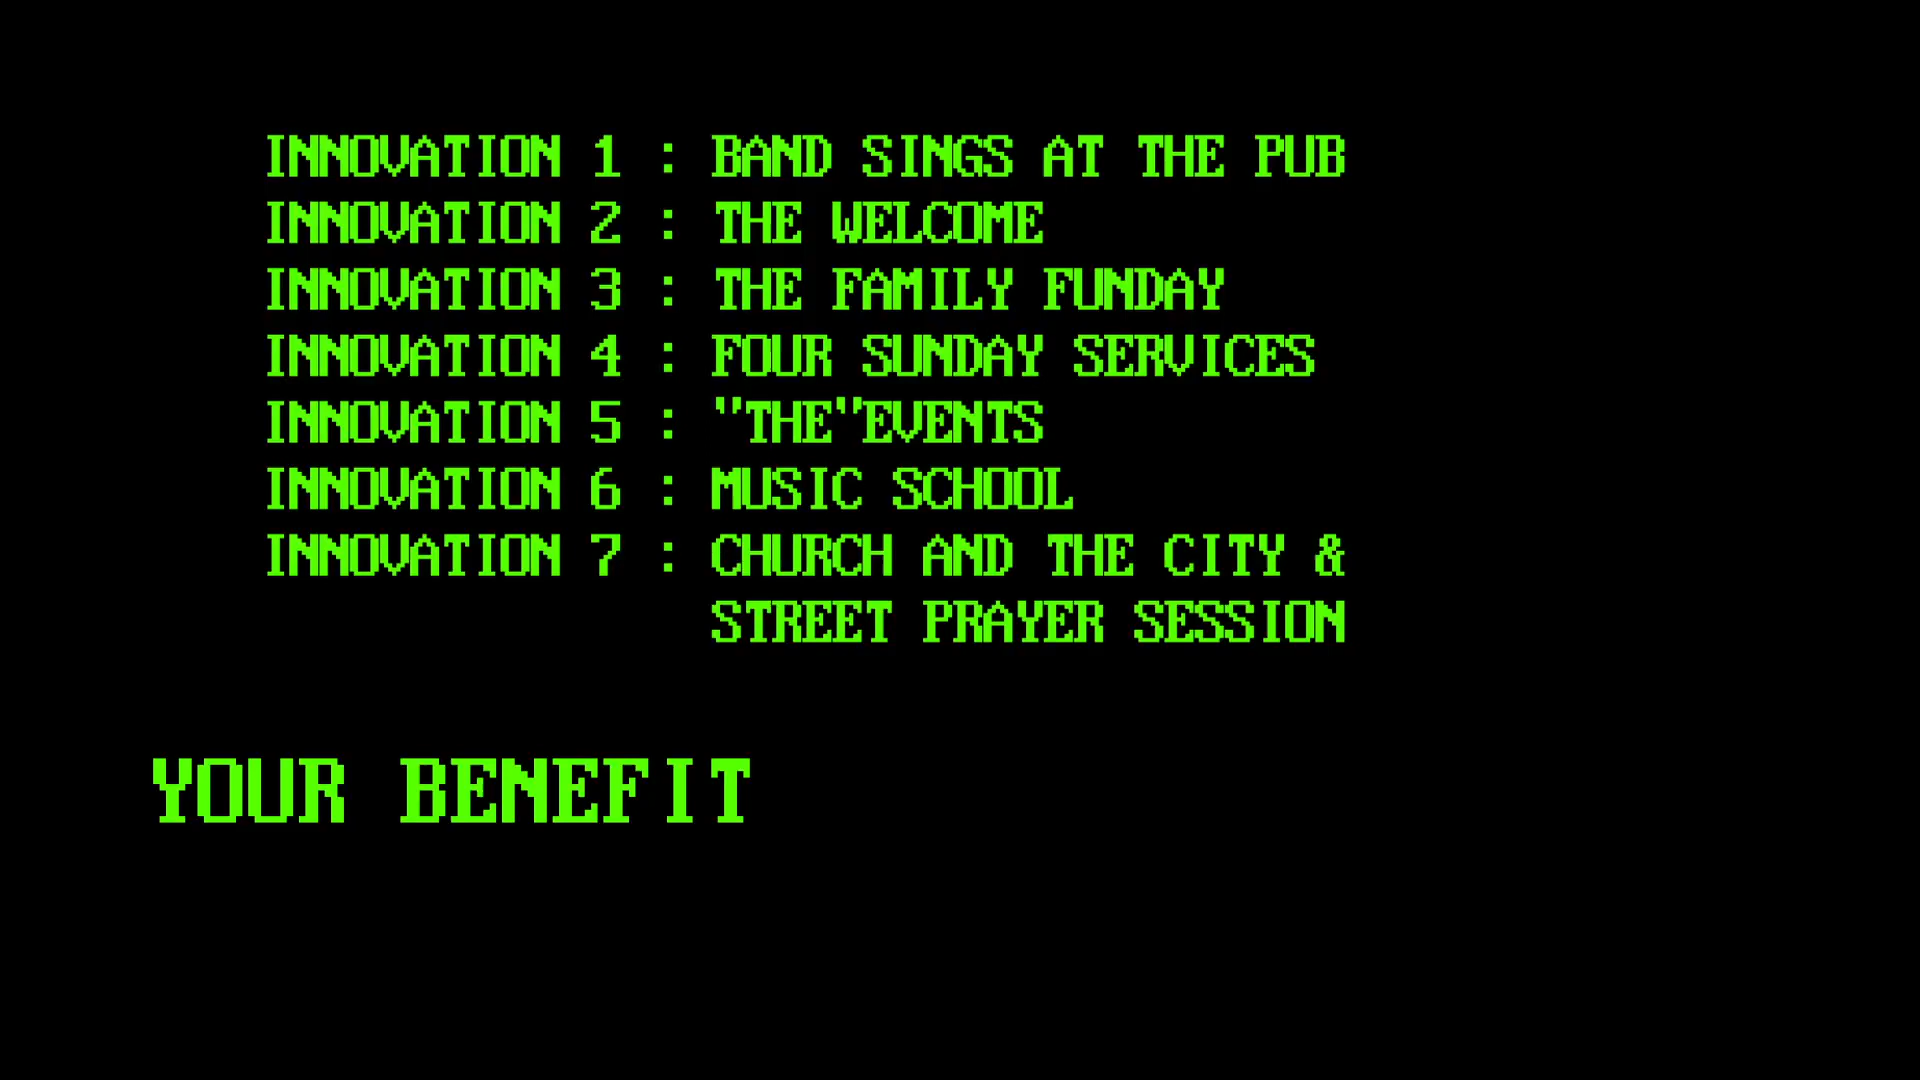 INNOVATION 1 : BAND SINGS AT THE PUB
INNOVATION 2 : THE WELCOME
INNOVATION 3 : THE FAMILY FUNDAY
INNOVATION 4 : FOUR SUNDAY SERVICES
INNOVATION 5 : "THE"EVENTS
INNOVATION 6 : MUSIC SCHOOL
INNOVATION 7 : CHURCH AND THE CITY &
STREET PRAYER SESSION
YOUR BENEFIT